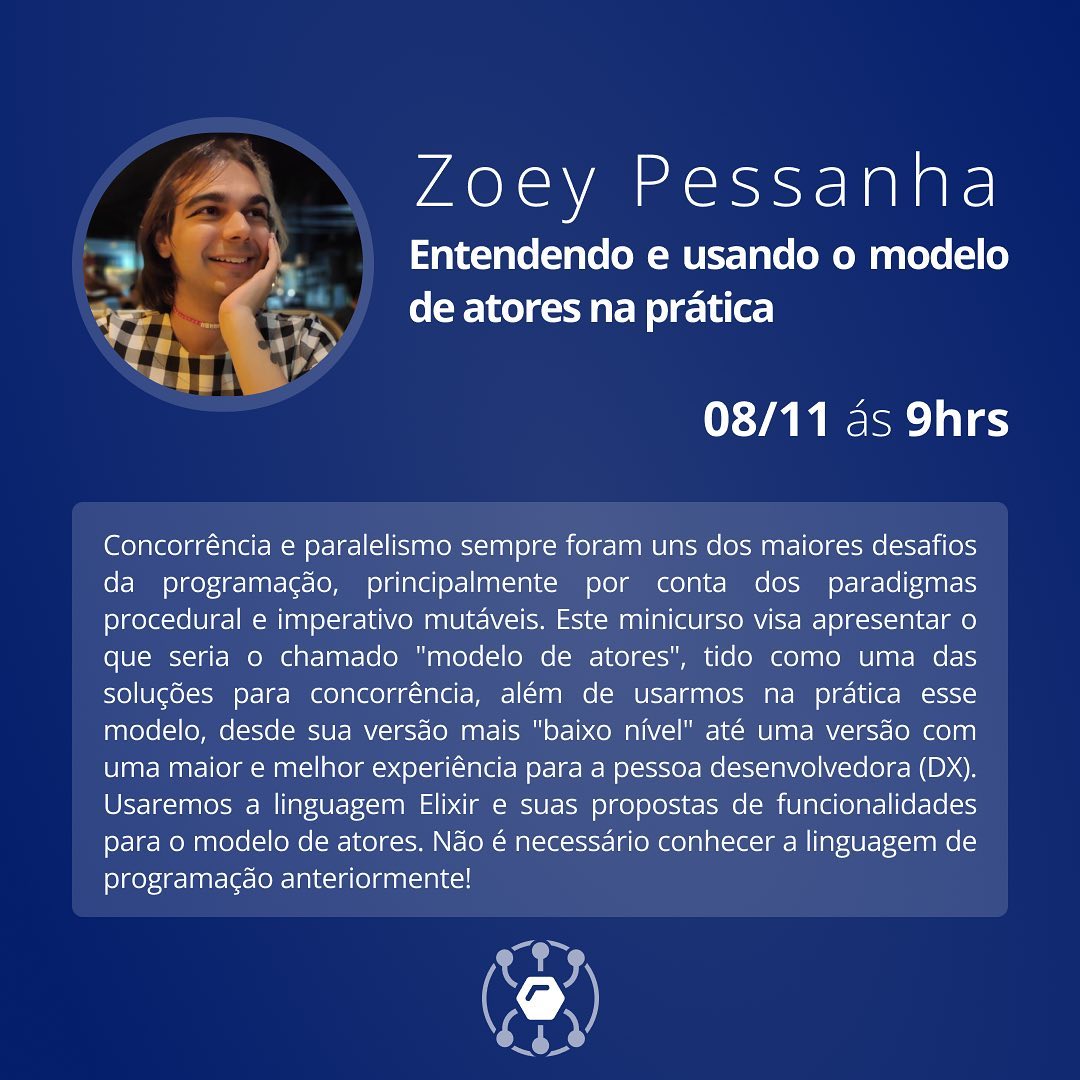 Zoey Pessanha
Entendendo e usando o modelo
de atores na prática
08/11 ás 9hrs
Concorrência e paralelismo sempre foram uns dos maiores desafios
da programação, principalmente por conta dos paradigmas
procedural e imperativo mutáveis. Este minicurso visa apresentar o
que seria o chamado "modelo de atores", tido como uma das
soluções para concorrência, além de usarmos na prática esse
modelo, desde sua versão mais "baixo nível" até uma versão com
uma maior e melhor experiência para a pessoa desenvolvedora (DX).
Usaremos a linguagem Elixir e suas propostas de funcionalidades
para o modelo de atores. Não é necessário conhecer a linguagem de
programação anteriormente!